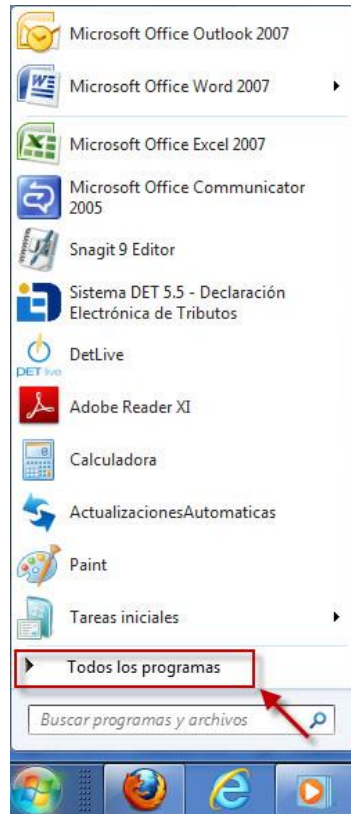 Microsoft Office Outlook 2007
Microsoft Office Word 2007
Microsoft Office Excel 2007
Microsoft Office Communicator
2005
Snagit 9 Editor
Sistema DET 5.5 - Declaración
Electrónica de Tributos
DetLive
DET live
Adobe Reader XI
Calculadora
ActualizacionesAutomaticas
Paint
Tareas iniciales
Todos los programas
Buscar programas y archivos